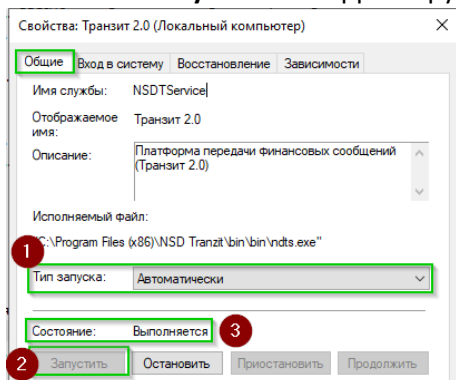 Свойства: Транзит 2.0 (Локальный компьютер)
Общие Вход в систему Восстановление Зависимости
Имя службы: NSDTService
Отображаемое имя: Транзит 2.0
Описание: Платформа передачи финансовых сообщений
(Транзит 2.0)
Исполняемый файл:
"C:\Program Files (x86)\NSD Tranzit\bin\bin\ndts.exe"
1
Тип запуска: Автоматически
Состояние: Выполняется 3
2 Запустить Остановить Приостановить Продолжить